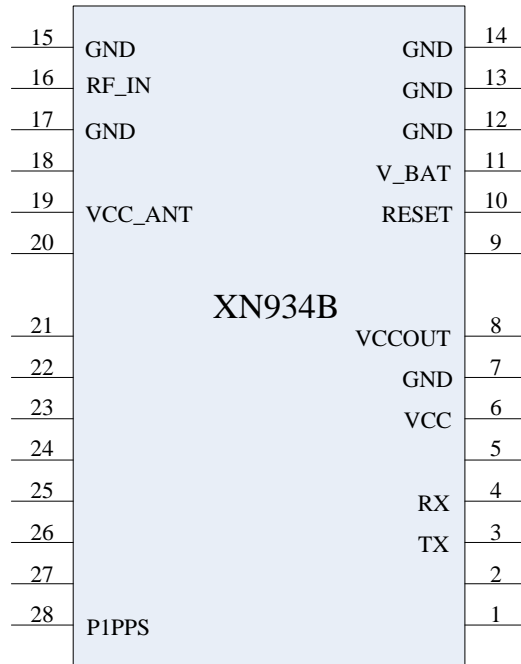 15 GND GND 14
16 RF_IN GND 13
17 GND GND 12
18 V_BAT 11
19 VCC_ANT RESET 10
20 9
XN934B
21 VCCOUT 8
22 GND 7
23 VCC 6
24 5
25 RX 4
26 TX 3
27 2
28 P1PPS 1